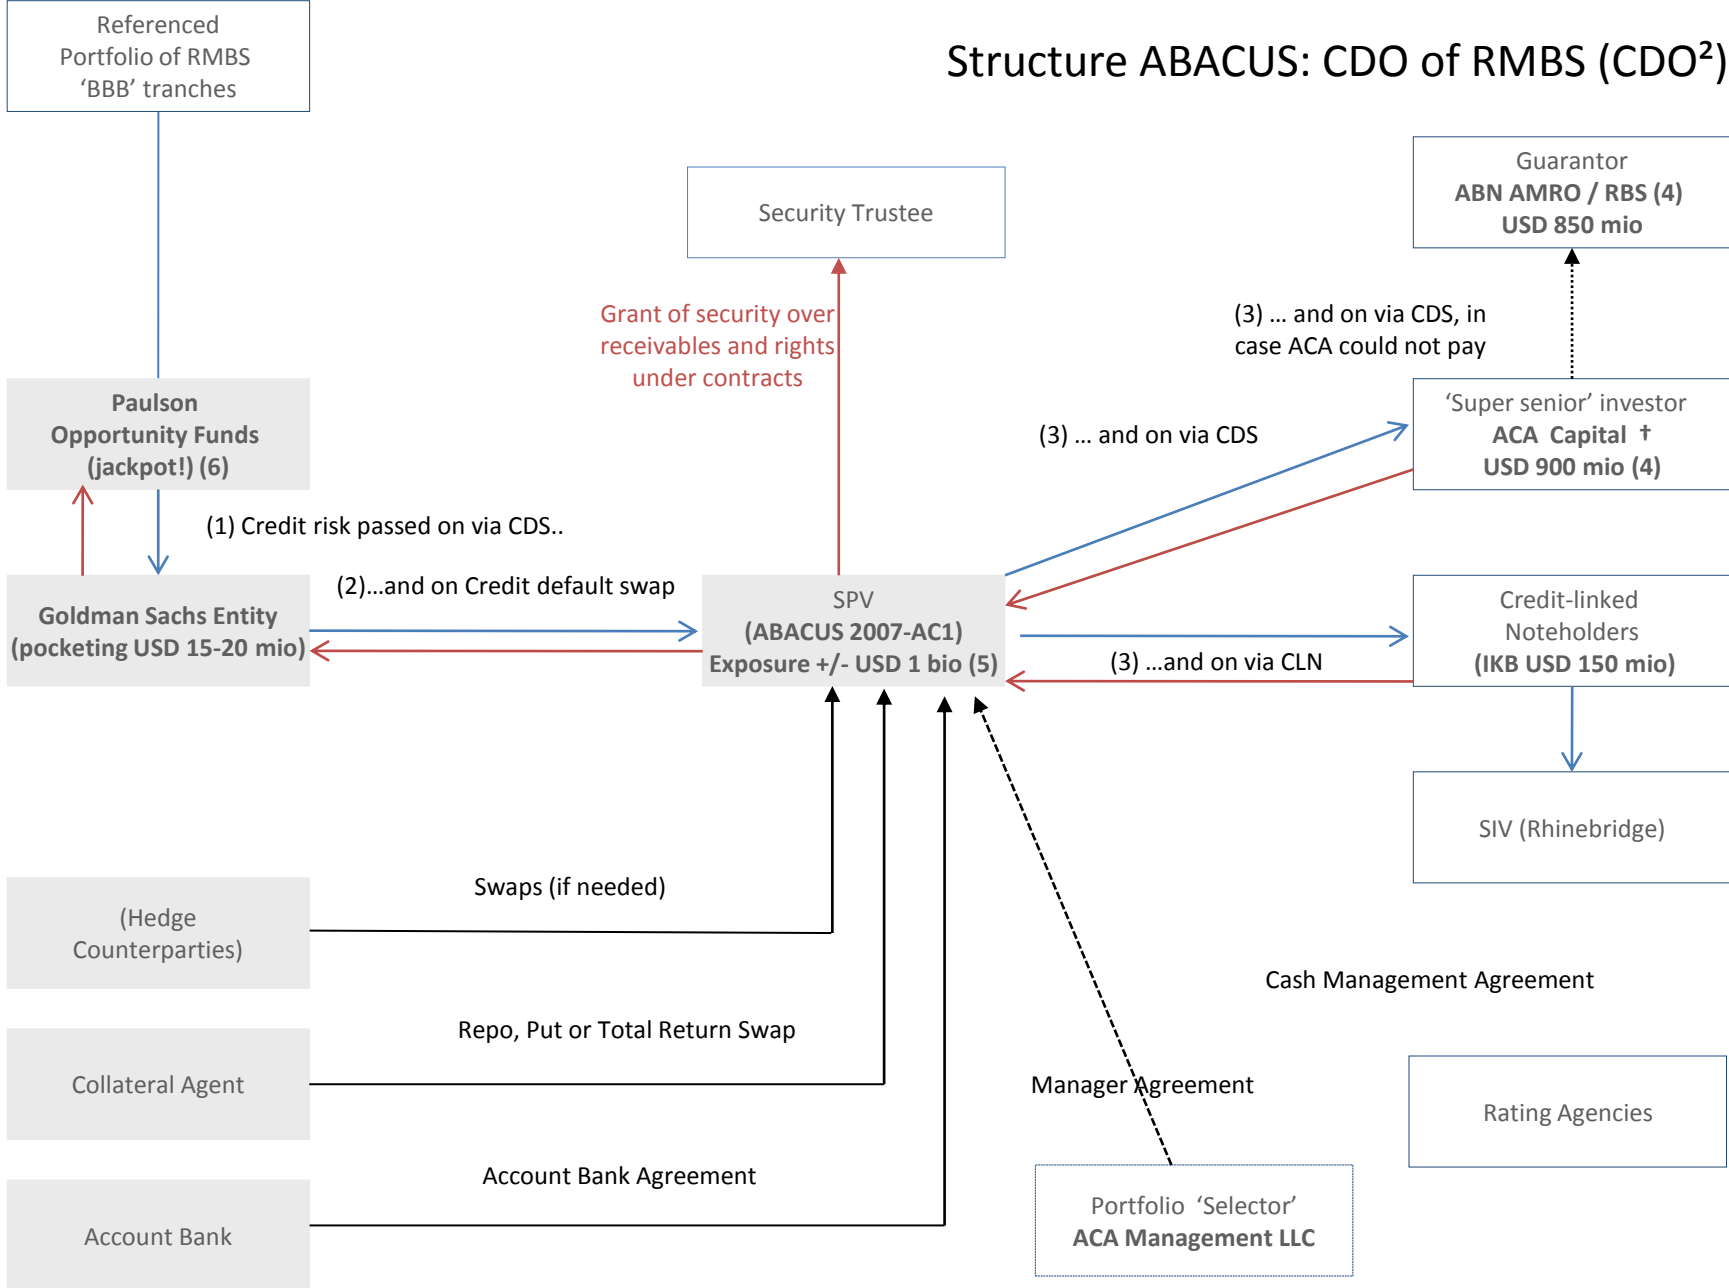 Referenced
Portfolio of RMBS
‘BBB’ tranches
Structure ABACUS: CDO of RMBS (CDO²)
Guarantor
ABN AMRO / RBS (4)
USD 850 mio
Security Trustee
Grant of security over
receivables and rights
under contracts
(3) … and on via CDS, in
case ACA could not pay
Paulson
Opportunity Funds
(jackpot!) (6)
‘Super senior’ investor
ACA Capital †
USD 900 mio (4)
(3) … and on via CDS
(1) Credit risk passed on via CDS..
(2)…and on Credit default swap
Goldman Sachs Entity
(pocketing USD 15-20 mio)
SPV
(ABACUS 2007-AC1)
Exposure +/- USD 1 bio (5)
(3) …and on via CLN
Credit-linked
Noteholders
(IKB USD 150 mio)
SIV (Rhinebridge)
Swaps (if needed)
(Hedge
Counterparties)
Cash Management Agreement
Repo, Put or Total Return Swap
Collateral Agent
Manager Agreement
Rating Agencies
Account Bank Agreement
Account Bank
Portfolio ‘Selector’
ACA Management LLC